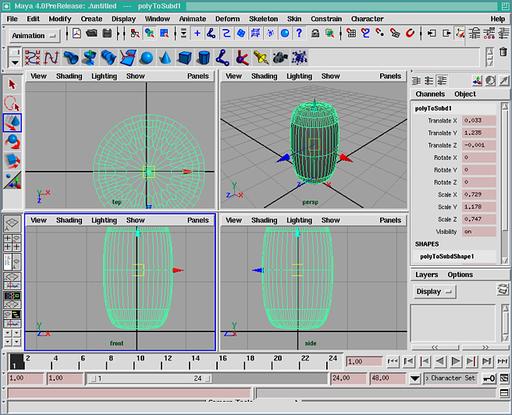 Maya 4.0PreRelease: ./untitled --- polyToSubd1
File Edit Modify Create Display Window Animate Deform Skeleton Skin Constrain Character Help
Animation
View Shading Lighting Show Panels
View Shading Lighting Show Panels
Channels Object
polyToSubd1
Translate X 0.033
Translate Y 1.235
Translate Z -0.001
Rotate X 0
Rotate Y 0
Rotate Z 0
Scale X 0.729
Scale Y 1.178
Scale Z 0.747
Visibility on
SHAPES
polyToSubdShape1
top
persp
View Shading Lighting Show Panels
View Shading Lighting Show Panels
front
side
Layers Options
Display
1 2 4 6 8 10 12 14 16 18 20 22 24
1.00
1.00 1.00 1 24 24.00 48.00 Character Set